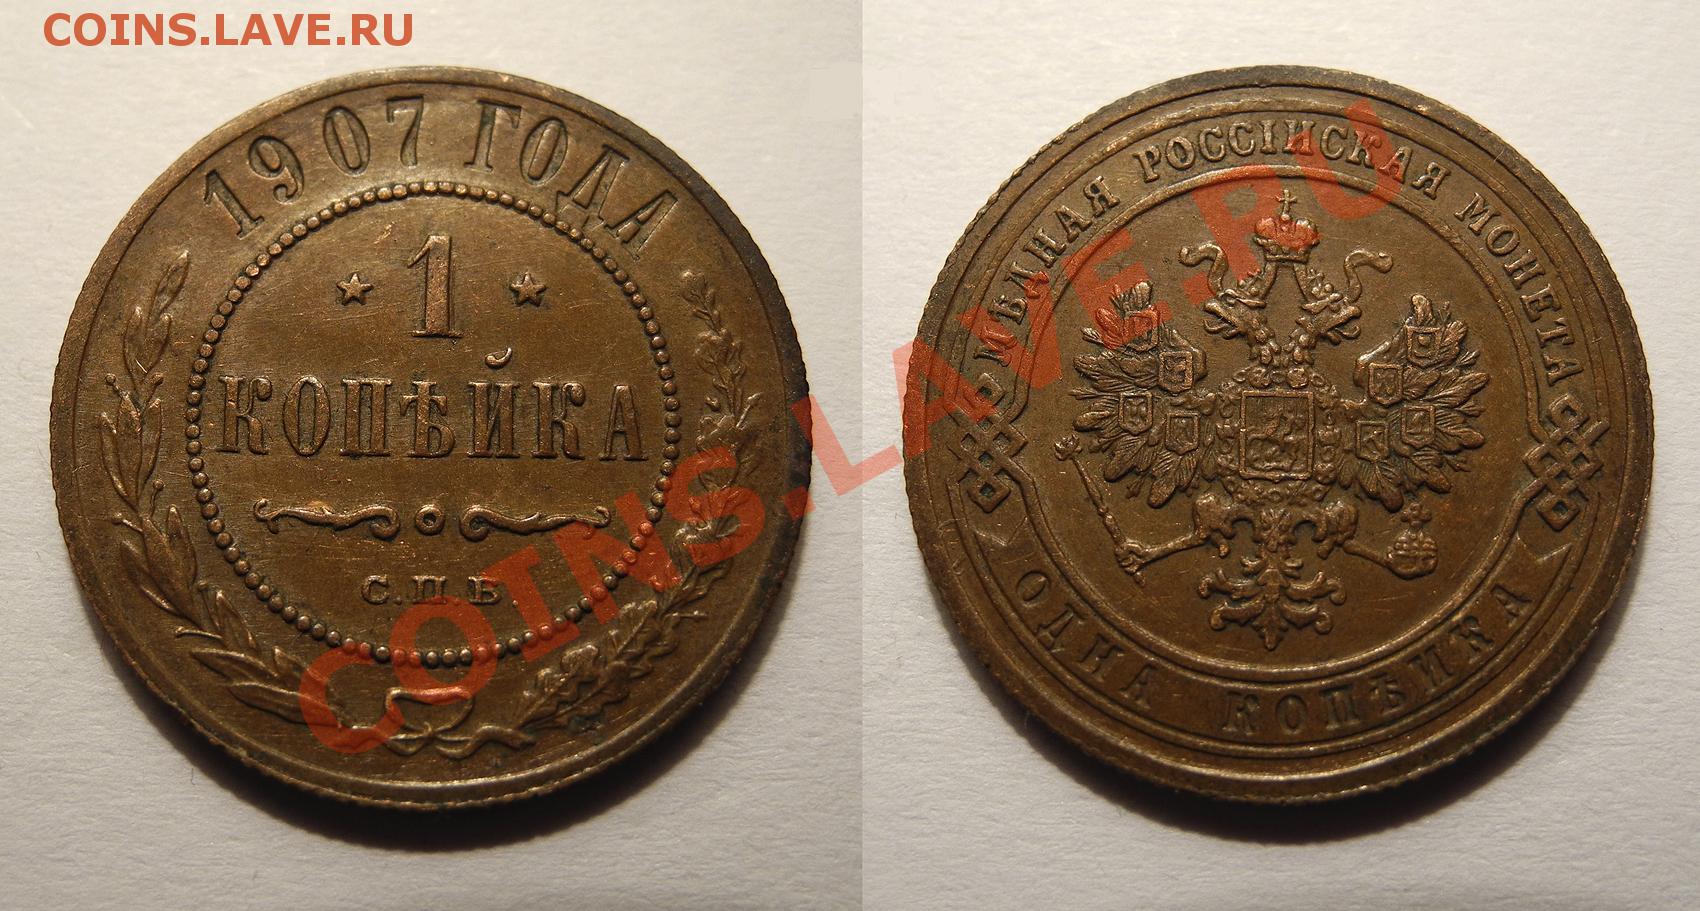 COINS.LAVE.RU
1907 ГОДА
1
КОПѢЙКА
С.П.Б.
МѢДНАЯ РОССІЙСКАЯ МОНЕТА
ОДНА КОПѢЙКА
COINS.LAVE.RU